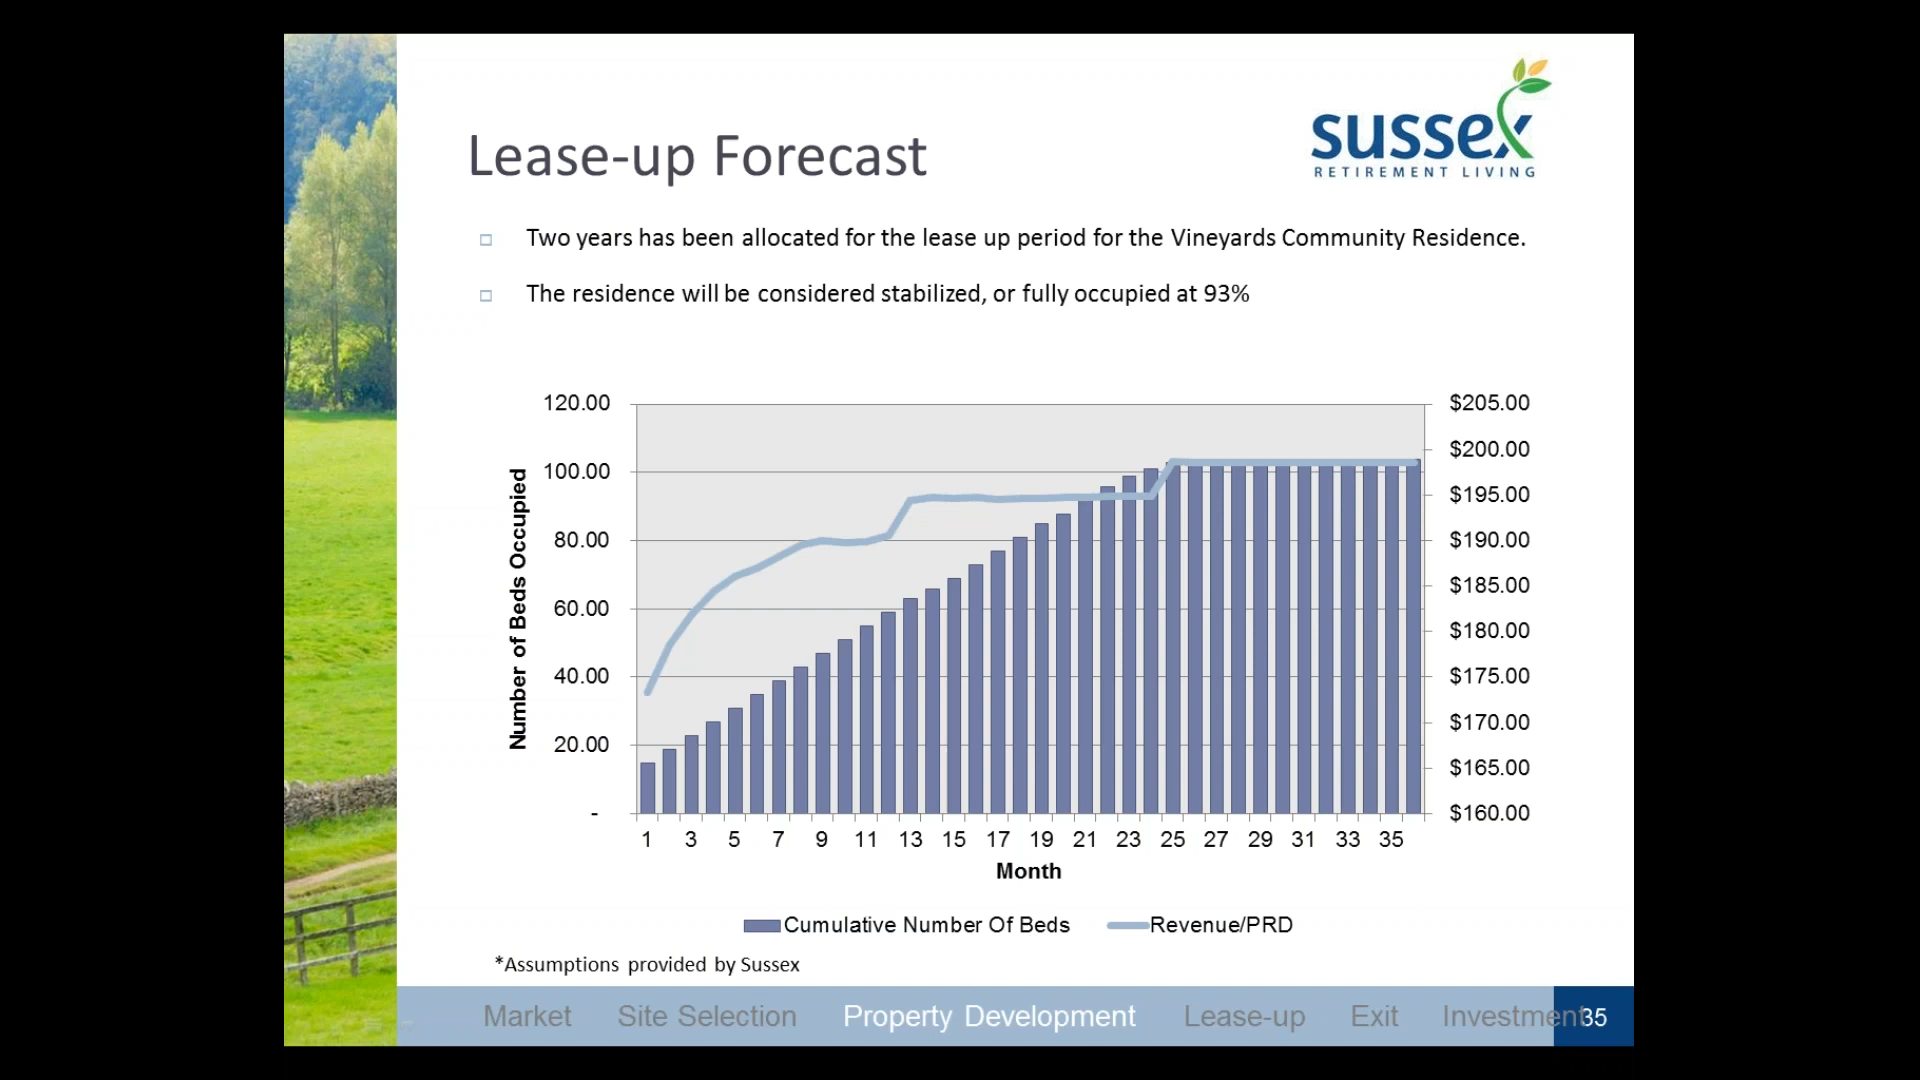 sussex
RETIREMENT LIVING
Lease-up Forecast
Two years has been allocated for the lease up period for the Vineyards Community Residence.
The residence will be considered stabilized, or fully occupied at 93%
Number of Beds Occupied
120.00
100.00
80.00
60.00
40.00
20.00
-
$205.00
$200.00
$195.00
$190.00
$185.00
$180.00
$175.00
$170.00
$165.00
$160.00
1 3 5 7 9 11 13 15 17 19 21 23 25 27 29 31 33 35
Month
Cumulative Number Of Beds Revenue/PRD
*Assumptions provided by Sussex
Market Site Selection Property Development Lease-up Exit Investment 35